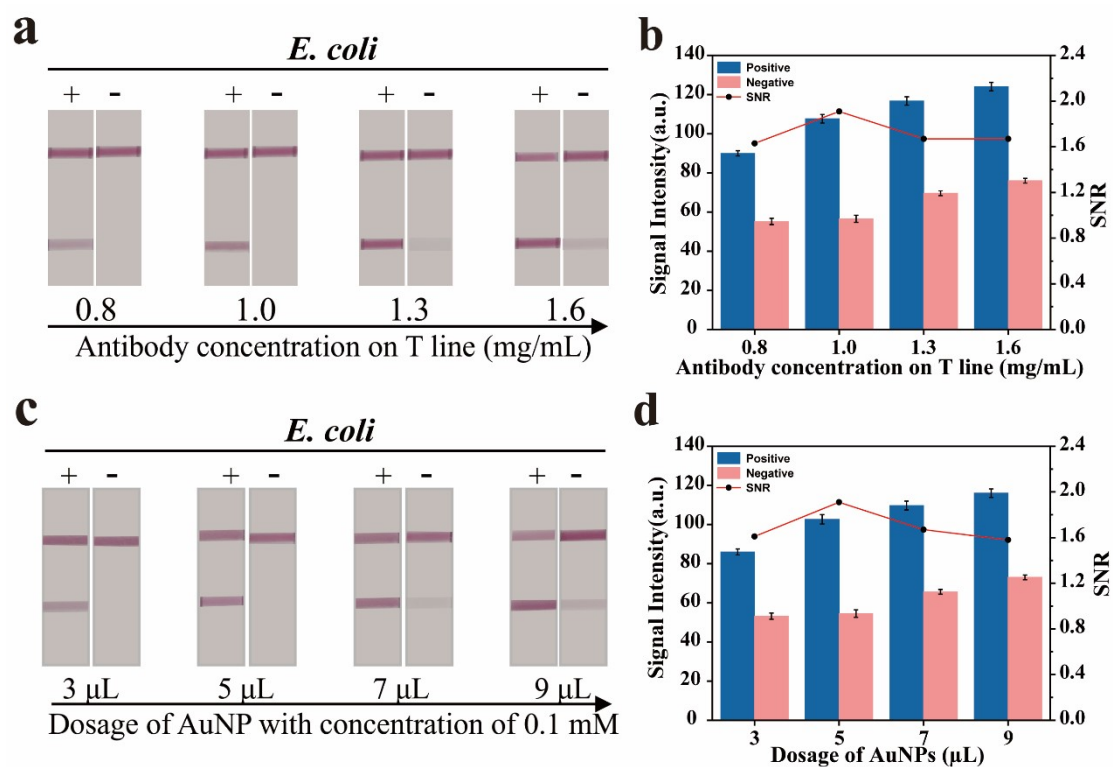 a
E. coli
+ - + - + - + -
0.8 1.0 1.3 1.6
Antibody concentration on T line (mg/mL)
b
Positive
Negative
SNR
140
120
100
80
60
40
20
0
Signal Intensity(a.u.)
2.4
2.0
1.6
1.2
0.8
0.4
0.0
SNR
0.8 1.0 1.3 1.6
Antibody concentration on T line (mg/mL)
c
E. coli
+ - + - + - + -
3 μL 5 μL 7 μL 9 μL
Dosage of AuNP with concentration of 0.1 mM
d
Positive
Negative
SNR
140
120
100
80
60
40
20
0
Signal Intensity(a.u.)
2.4
2.0
1.6
1.2
0.8
0.4
0.0
SNR
3 5 7 9
Dosage of AuNPs (μL)